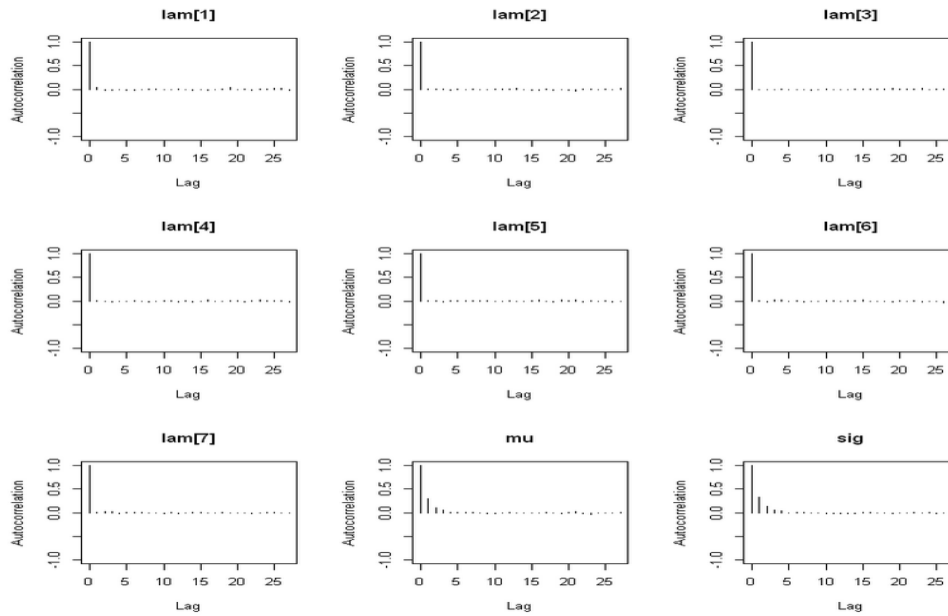 lam[1] lam[2] lam[3]
Autocorrelation Autocorrelation Autocorrelation
1.0 1.0 1.0
0.5 0.5 0.5
0.0 0.0 0.0
-1.0 -1.0 -1.0
0 5 10 15 20 25 0 5 10 15 20 25 0 5 10 15 20 25
Lag Lag Lag
lam[4] lam[5] lam[6]
Autocorrelation Autocorrelation Autocorrelation
1.0 1.0 1.0
0.5 0.5 0.5
0.0 0.0 0.0
-1.0 -1.0 -1.0
0 5 10 15 20 25 0 5 10 15 20 25 0 5 10 15 20 25
Lag Lag Lag
lam[7] mu sig
Autocorrelation Autocorrelation Autocorrelation
1.0 1.0 1.0
0.5 0.5 0.5
0.0 0.0 0.0
-1.0 -1.0 -1.0
0 5 10 15 20 25 0 5 10 15 20 25 0 5 10 15 20 25
Lag Lag Lag